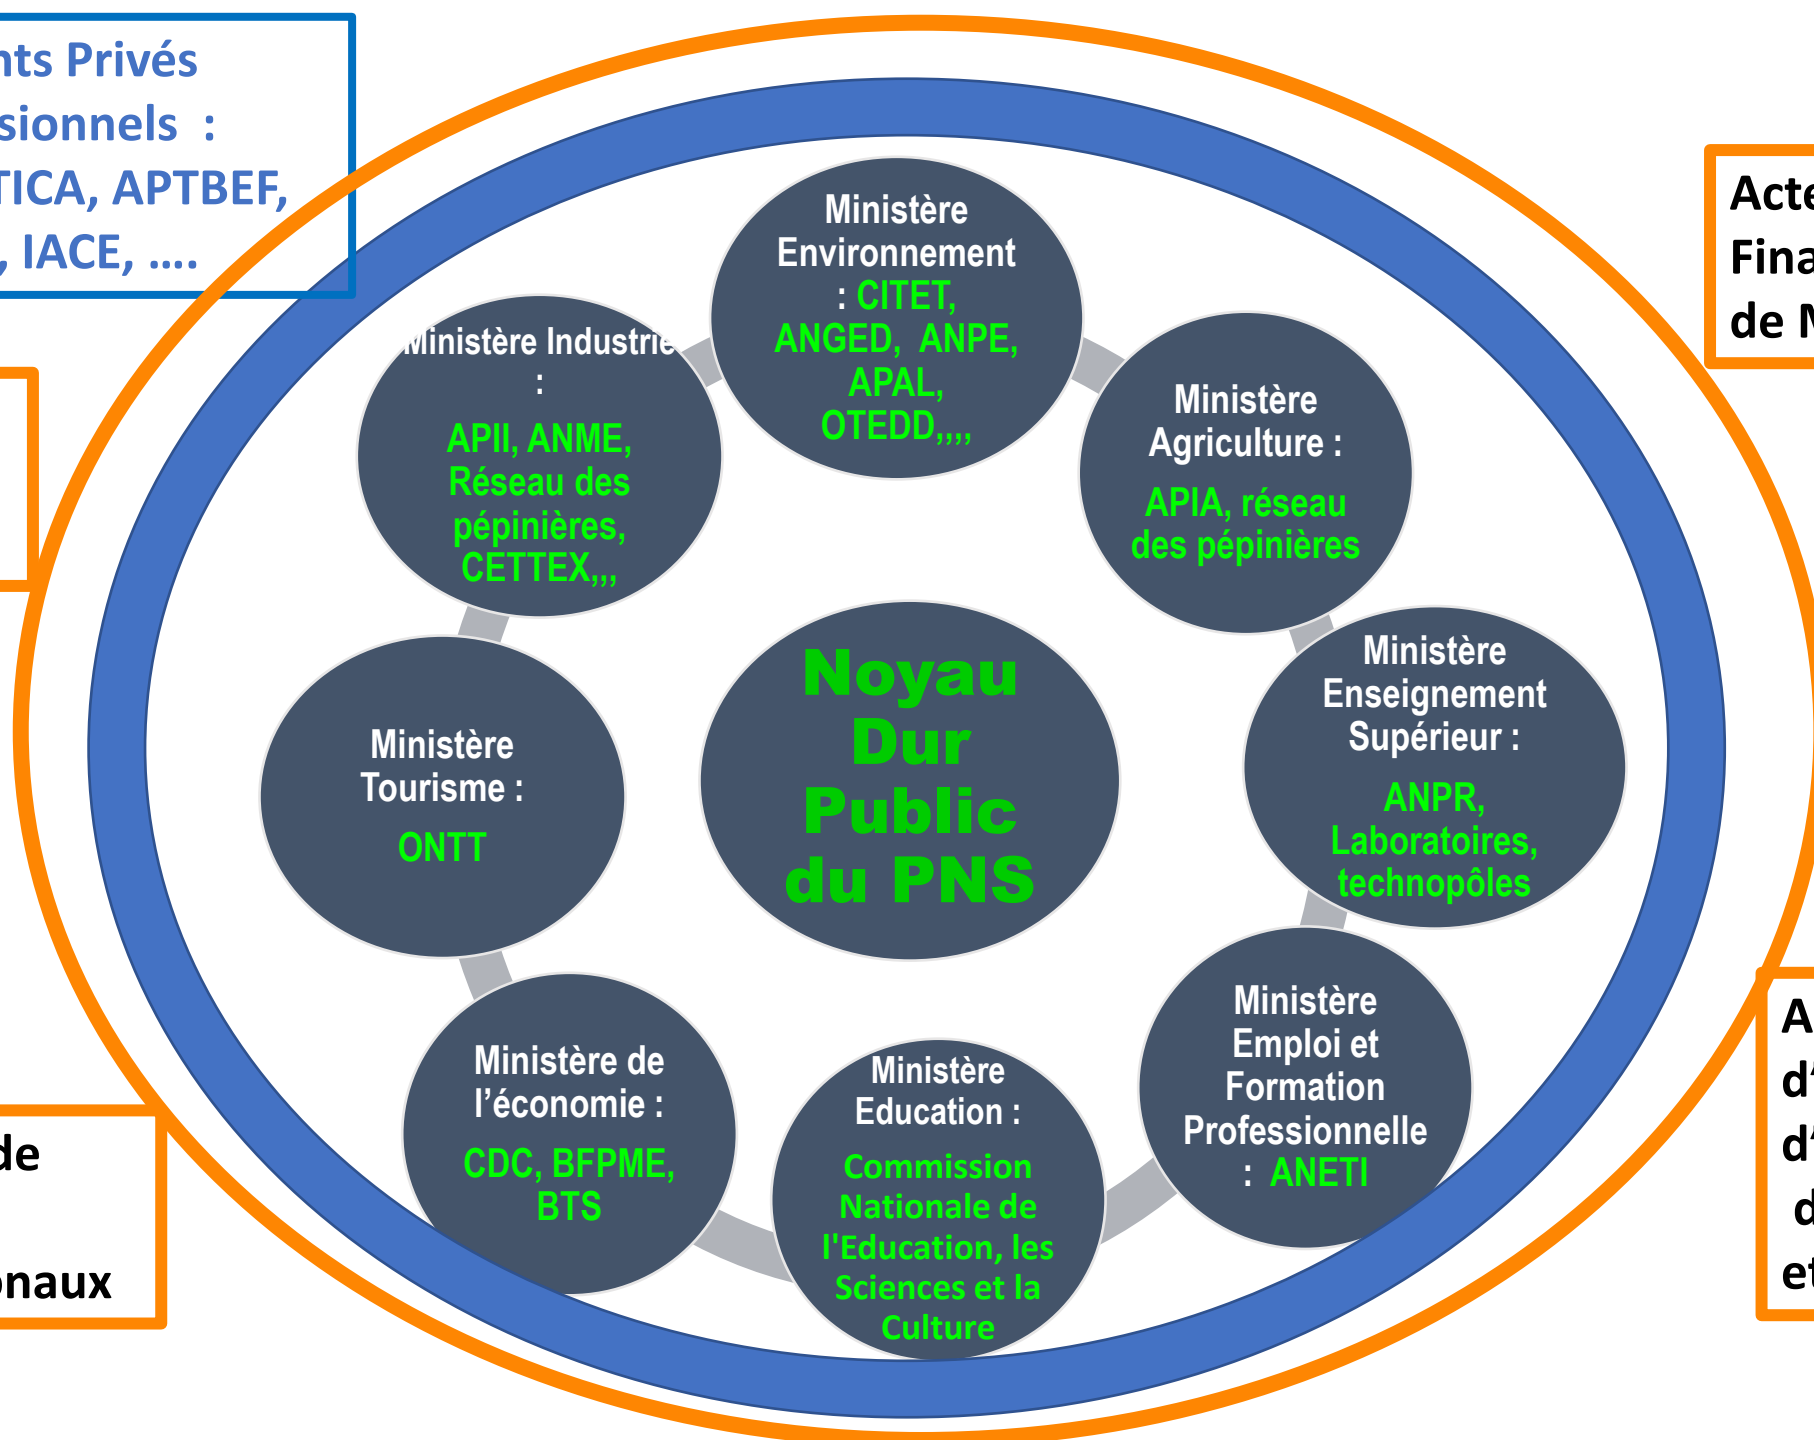 nts Privés
sionnels :
TICA, APTBEF,
, IACE, ....
Ministère
Environnement
: CITET,
ANGED, ANPE,
APAL,
OTEDD,,,,
Ministère Industrie
:
APII, ANME,
Réseau des
pépinières,
CETTEX,,,
Ministère
Agriculture :
APIA, réseau
des pépinières
Ministère
Enseignement
Supérieur :
ANPR,
Laboratoires,
technopôles
Noyau
Dur
Public
du PNS
Ministère
Tourisme :
ONTT
Ministère de
l’économie :
CDC, BFPME,
BTS
Ministère
Education :
Commission
Nationale de
l'Education, les
Sciences et la
Culture
Ministère
Emploi et
Formation
Professionnelle
: ANETI
Acte
Fina
de M
A
d’
d’
d
et
de
onaux